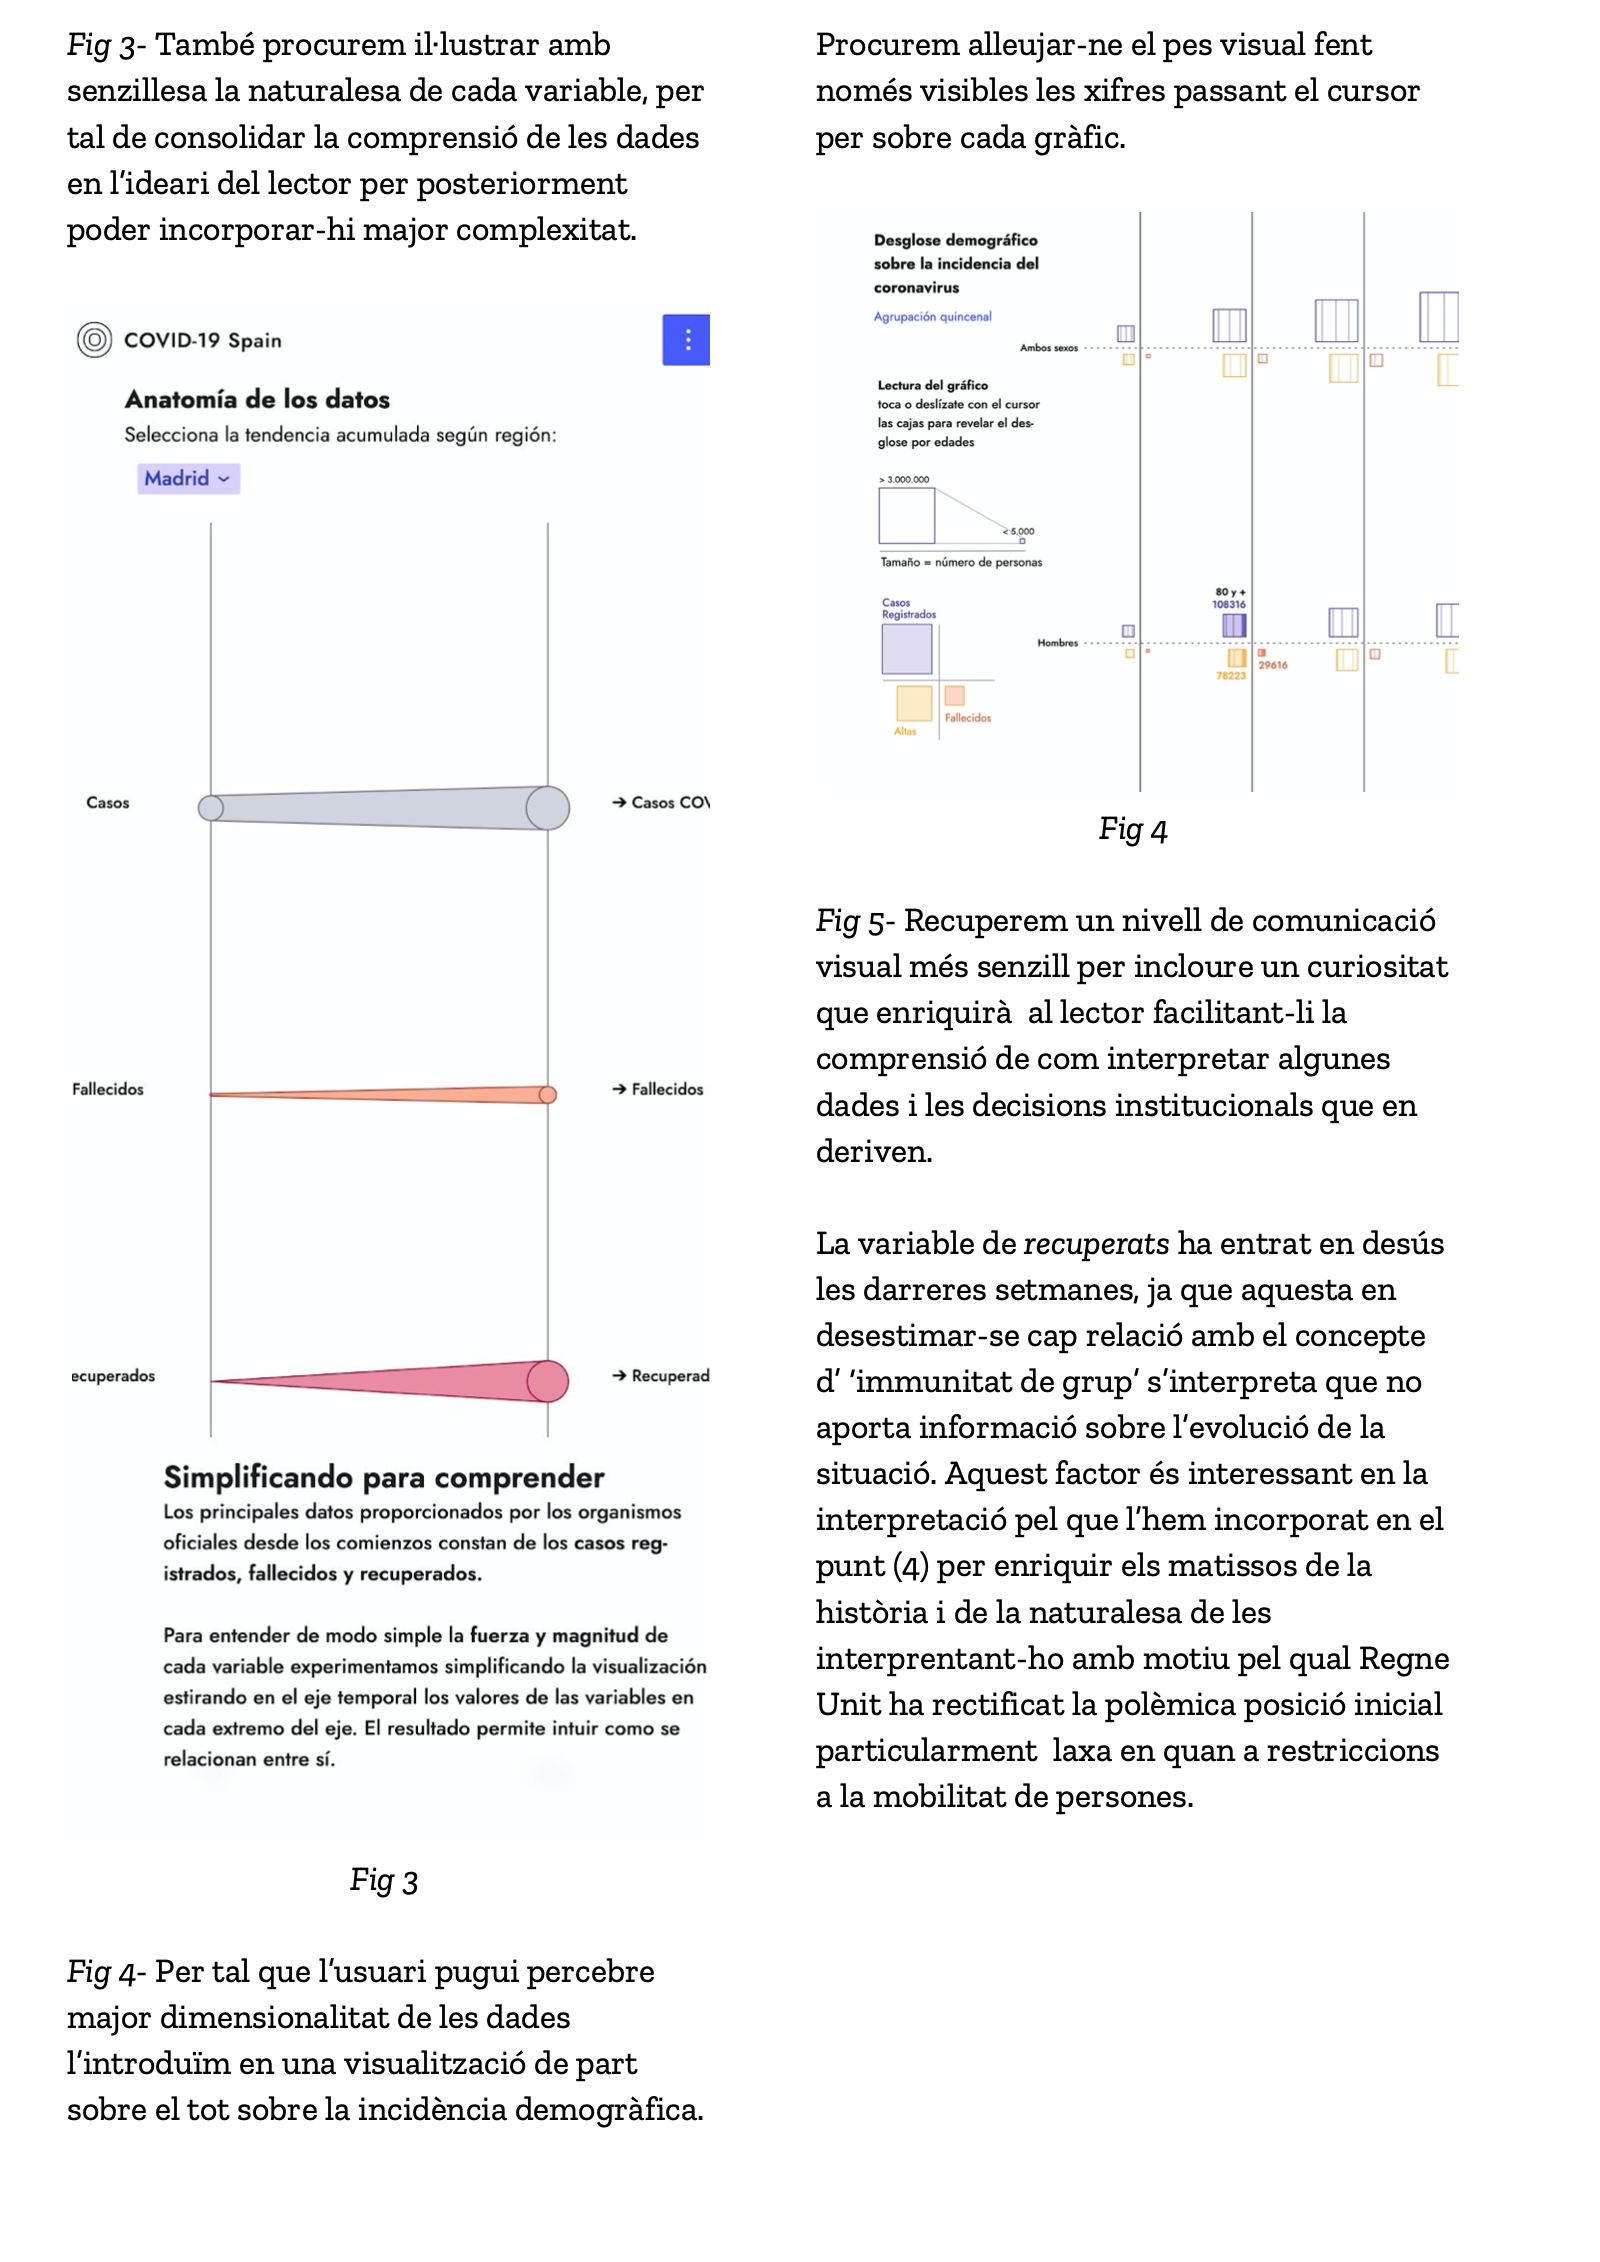 Fig 3- També procurem il·lustrar amb
senzillesa la naturalesa de cada variable, per
tal de consolidar la comprensió de les dades
en l'ideari del lector per posteriorment
poder incorporar-hi major complexitat.
COVID-19 Spain
Anatomía de los datos
Selecciona la tendencia acumulada según región:
Madrid
Casos
→ Casos COV
Fallecidos
→ Fallecidos
ecuperados
→ Recuperad
Simplificando para comprender
Los principales datos proporcionados por los organismos
oficiales desde los comienzos constan de los casos reg-
istrados, fallecidos y recuperados.
Para entender de modo simple la fuerza y magnitud de
cada variable experimentamos simplificando la visualización
estirando en el eje temporal los valores de las variables en
cada extremo del eje. El resultado permite intuir como se
relacionan entre sí.
Fig 3
Fig 4- Per tal que l'usuari pugui percebre
major dimensionalitat de les dades
l'introduïm en una visualització de part
sobre el tot sobre la incidència demogràfica.
Procurem alleujar-ne el pes visual fent
només visibles les xifres passant el cursor
per sobre cada gràfic.
Desglose demográfico
sobre la incidencia del
coronavirus
Agrupación quincenal
Ambos sexos
Lectura del gráfico
toca o deslízate con el cursor
las cajas para revelar el des-
glose por edades
> 3.000.000
< 5.000
Tamaño = número de personas
Casos
Registrados
Altas
Fallecidos
80 y +
108316
Hombres
29616
78223
Fig 4
Fig 5- Recuperem un nivell de comunicació
visual més senzill per incloure un curiositat
que enriquirà  al lector facilitant-li la
comprensió de com interpretar algunes
dades i les decisions institucionals que en
deriven.
La variable de recuperats ha entrat en desús
les darreres setmanes, ja que aquesta en
desestimar-se cap relació amb el concepte
d' 'immunitat de grup' s'interpreta que no
aporta informació sobre l'evolució de la
situació. Aquest factor és interessant en la
interpretació pel que l'hem incorporat en el
punt (4) per enriquir els matissos de la
història i de la naturalesa de les
interprentant-ho amb motiu pel qual Regne
Unit ha rectificat la polèmica posició inicial
particularment  laxa en quan a restriccions
a la mobilitat de persones.